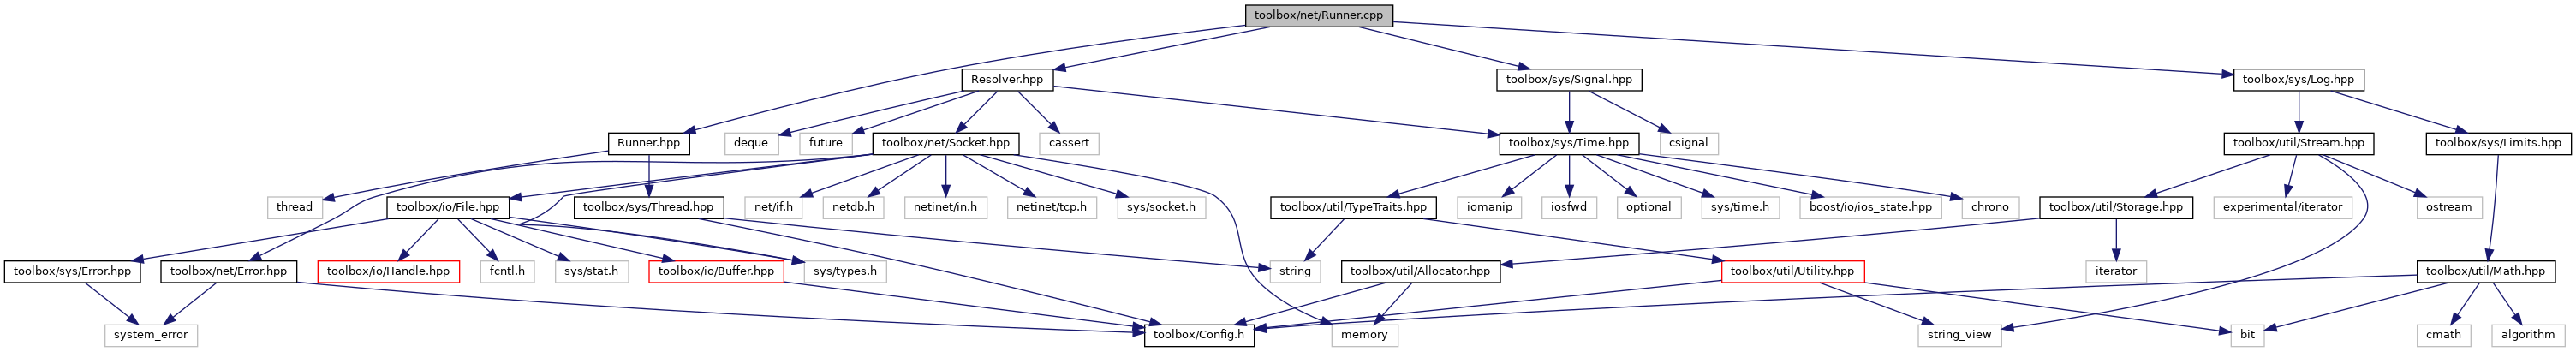 toolbox/net/Runner.cpp
Resolver.hpp
toolbox/sys/Signal.hpp
toolbox/sys/Log.hpp
Runner.hpp
deque
future
toolbox/net/Socket.hpp
cassert
toolbox/sys/Time.hpp
csignal
toolbox/util/Stream.hpp
toolbox/sys/Limits.hpp
thread
toolbox/io/File.hpp
toolbox/sys/Thread.hpp
net/if.h
netdb.h
netinet/in.h
netinet/tcp.h
sys/socket.h
toolbox/util/TypeTraits.hpp
iomanip
iosfwd
optional
sys/time.h
boost/io/ios_state.hpp
chrono
toolbox/util/Storage.hpp
experimental/iterator
ostream
toolbox/sys/Error.hpp
toolbox/net/Error.hpp
toolbox/io/Handle.hpp
fcntl.h
sys/stat.h
toolbox/io/Buffer.hpp
sys/types.h
string
toolbox/util/Allocator.hpp
toolbox/util/Utility.hpp
iterator
toolbox/util/Math.hpp
system_error
toolbox/Config.h
memory
string_view
bit
cmath
algorithm